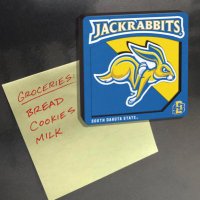 JACKRABBITS
SOUTH DAKOTA STATE
GROCERIES:
BREAD
COOKIES
MILK